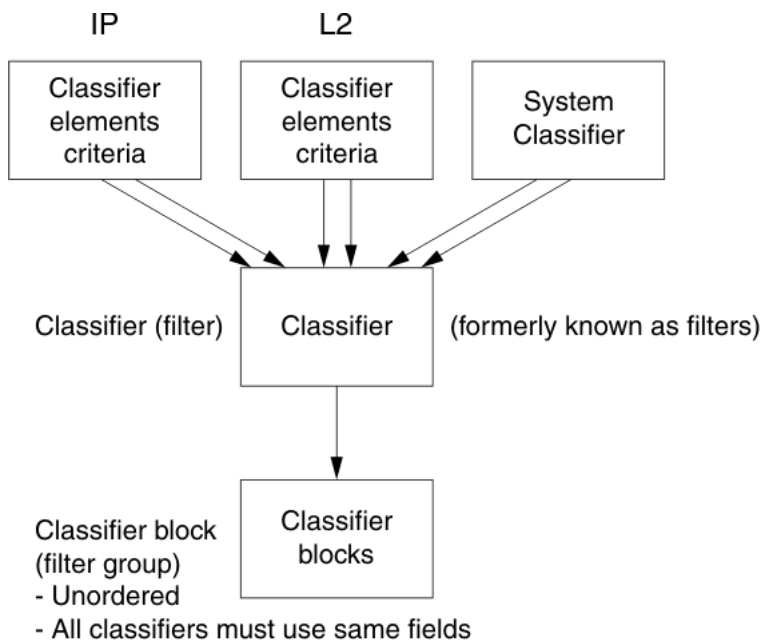 IP
L2
Classifier
elements
criteria
Classifier
elements
criteria
System
Classifier
Classifier (filter)
Classifier
(formerly known as filters)
Classifier
blocks
Classifier block
(filter group)
- Unordered
- All classifiers must use same fields